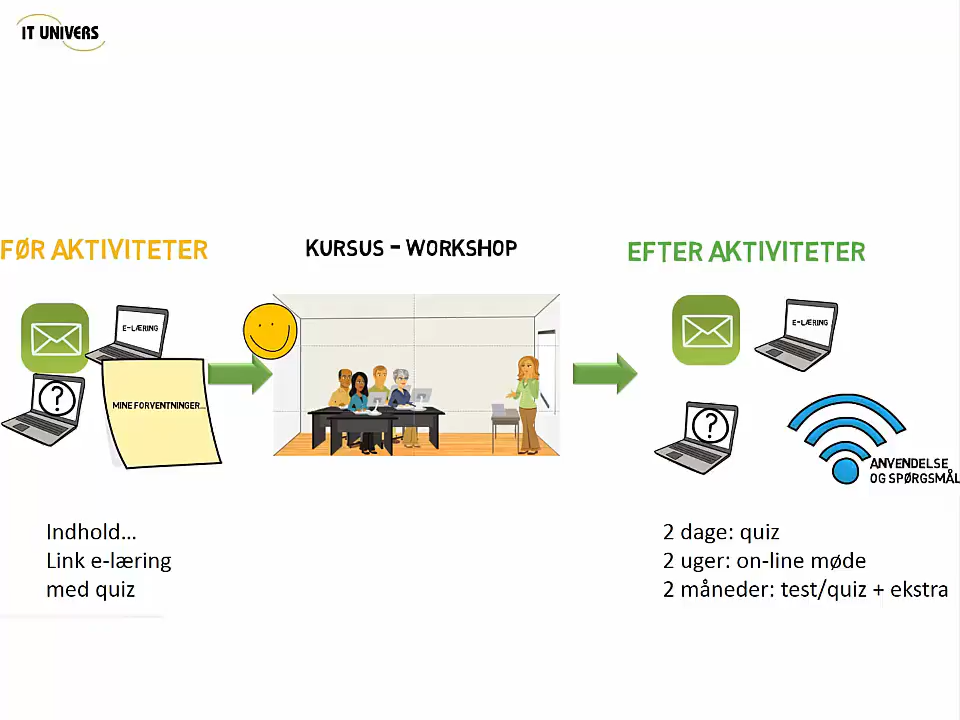 IT UNIVERS
FØR AKTIVITETER
KURSUS - WORKSHOP
EFTER AKTIVITETER
E-LÆRING
?
MINE FORVENTNINGER...
E-LÆRING
?
ANVENDELSE
OG SPØRGSMÅL
Indhold...
Link e-læring
med quiz
2 dage: quiz
2 uger: on-line møde
2 måneder: test/quiz + ekstra